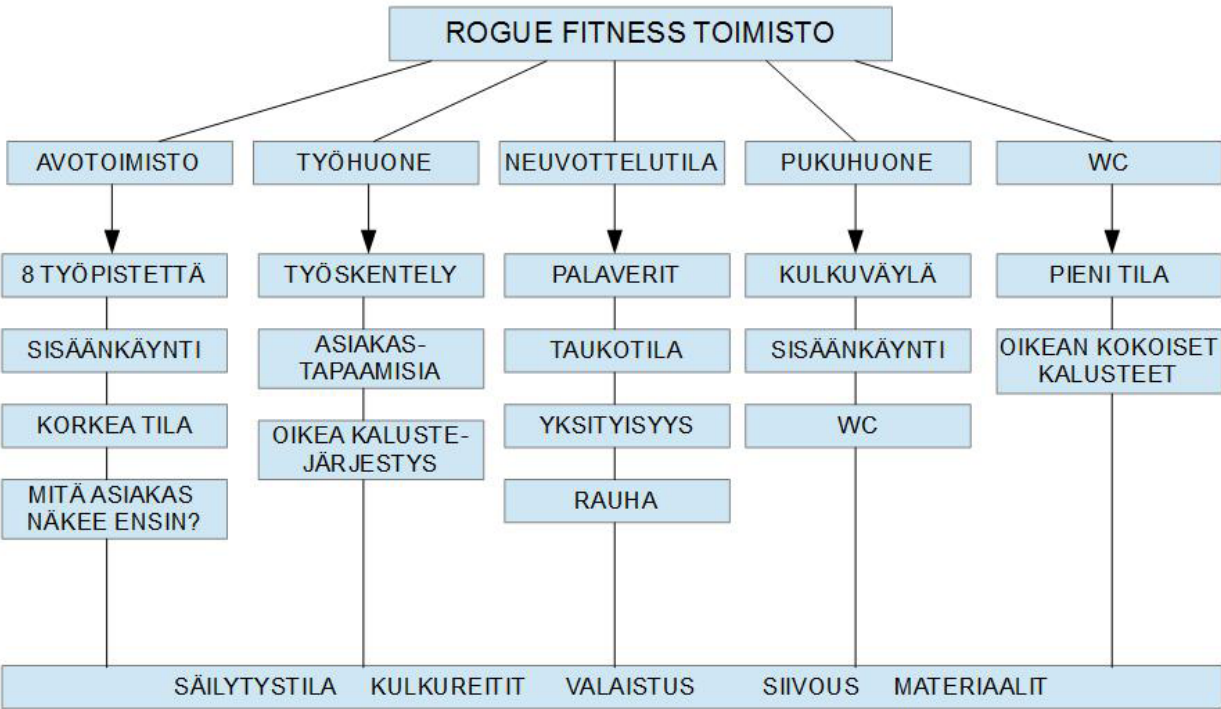 ROGUE FITNESS TOIMISTO
AVOTOIMISTO
TYÖHUONE
NEUVOTTELUTILA
PUKUHUONE
WC
8 TYÖPISTETTÄ
TYÖSKENTELY
PALAVERIT
KULKUVÄYLÄ
PIENI TILA
SISÄÄNKÄYNTI
ASIAKAS-
TAPAAMISIA
TAUKOTILA
SISÄÄNKÄYNTI
OIKEAN KOKOISET
KALUSTEET
KORKEA TILA
OIKEA KALUSTE-
JÄRJESTYS
YKSITYISYYS
WC
MITÄ ASIAKAS
NÄKEE ENSIN?
RAUHA
SÄILYTYSTILA KULKUREITIT VALAISTUS SIIVOUS MATERIAALIT